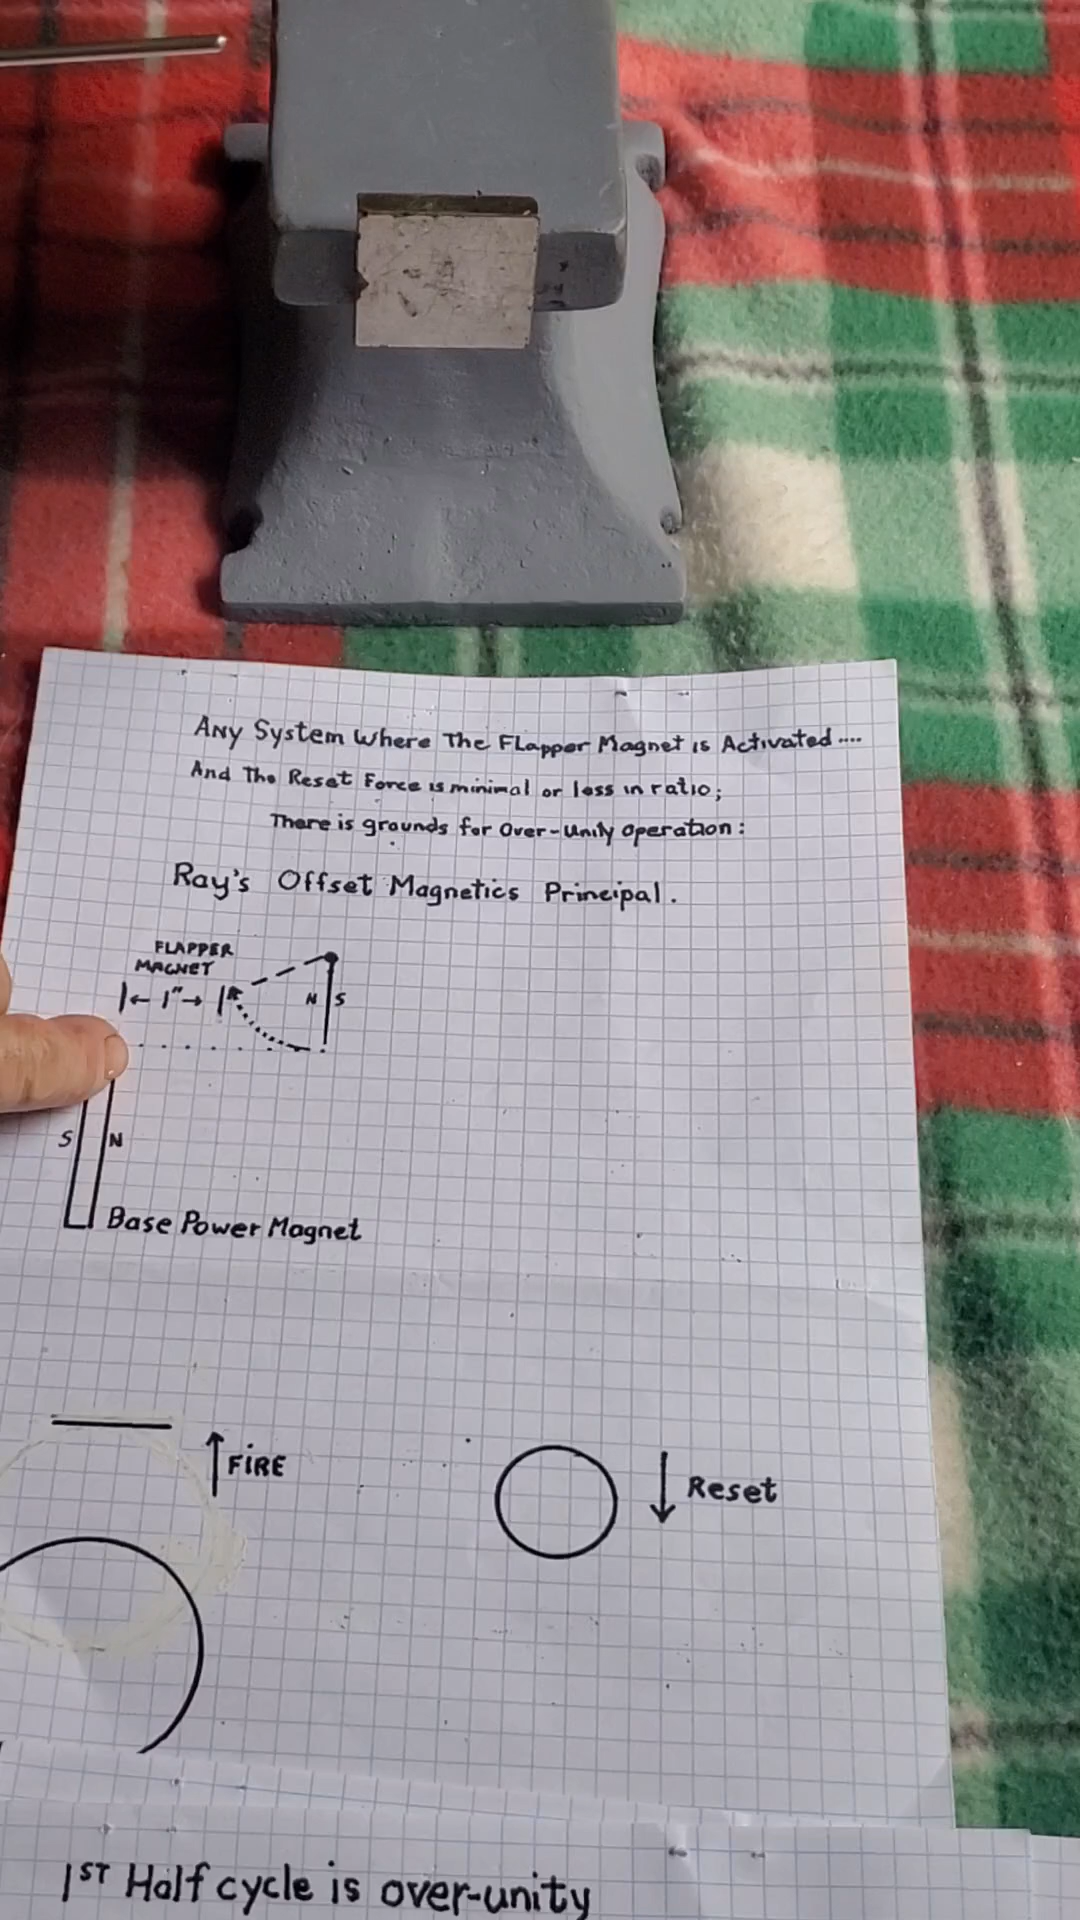 Any System Where The Flapper Magnet is Activated....
And The Reset Force is minimal or less in ratio;
There is grounds for Over-Unity Operation:
Ray's Offset Magnetics Principal.
FLAPPER
MAGNET
1"
N S
S N
Base Power Magnet
FIRE
Reset
1ST Half cycle is over-unity